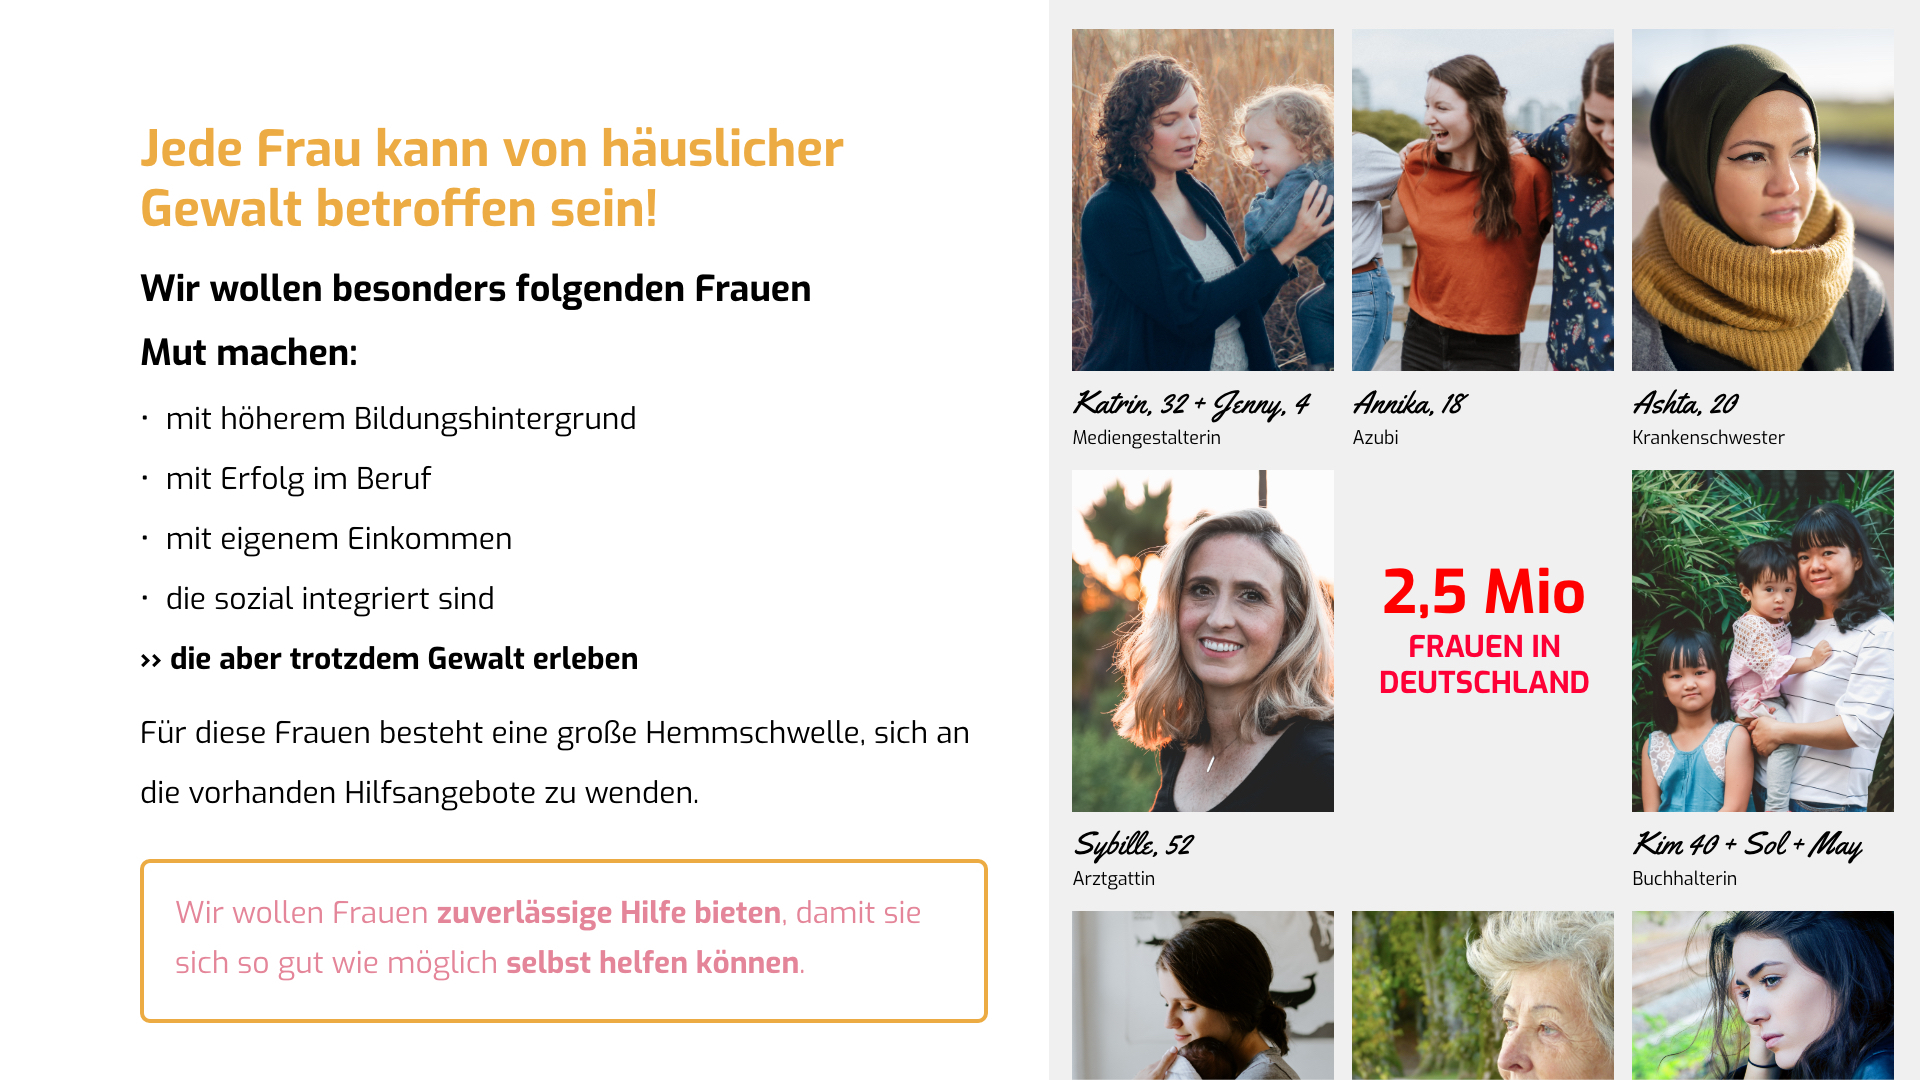 Jede Frau kann von häuslicher
Gewalt betroffen sein!
Wir wollen besonders folgenden Frauen
Mut machen:
· mit höherem Bildungshintergrund
· mit Erfolg im Beruf
· mit eigenem Einkommen
· die sozial integriert sind
›› die aber trotzdem Gewalt erleben
Für diese Frauen besteht eine große Hemmschwelle, sich an
die vorhanden Hilfsangebote zu wenden.
Wir wollen Frauen zuverlässige Hilfe bieten, damit sie
sich so gut wie möglich selbst helfen können.
Katrin, 32 + Jenny, 4
Mediengestalterin
Annika, 18
Azubi
Ashta, 20
Krankenschwester
Sybille, 52
Arztgattin
2,5 Mio
FRAUEN IN
DEUTSCHLAND
Kim 40 + Sol + May
Buchhalterin